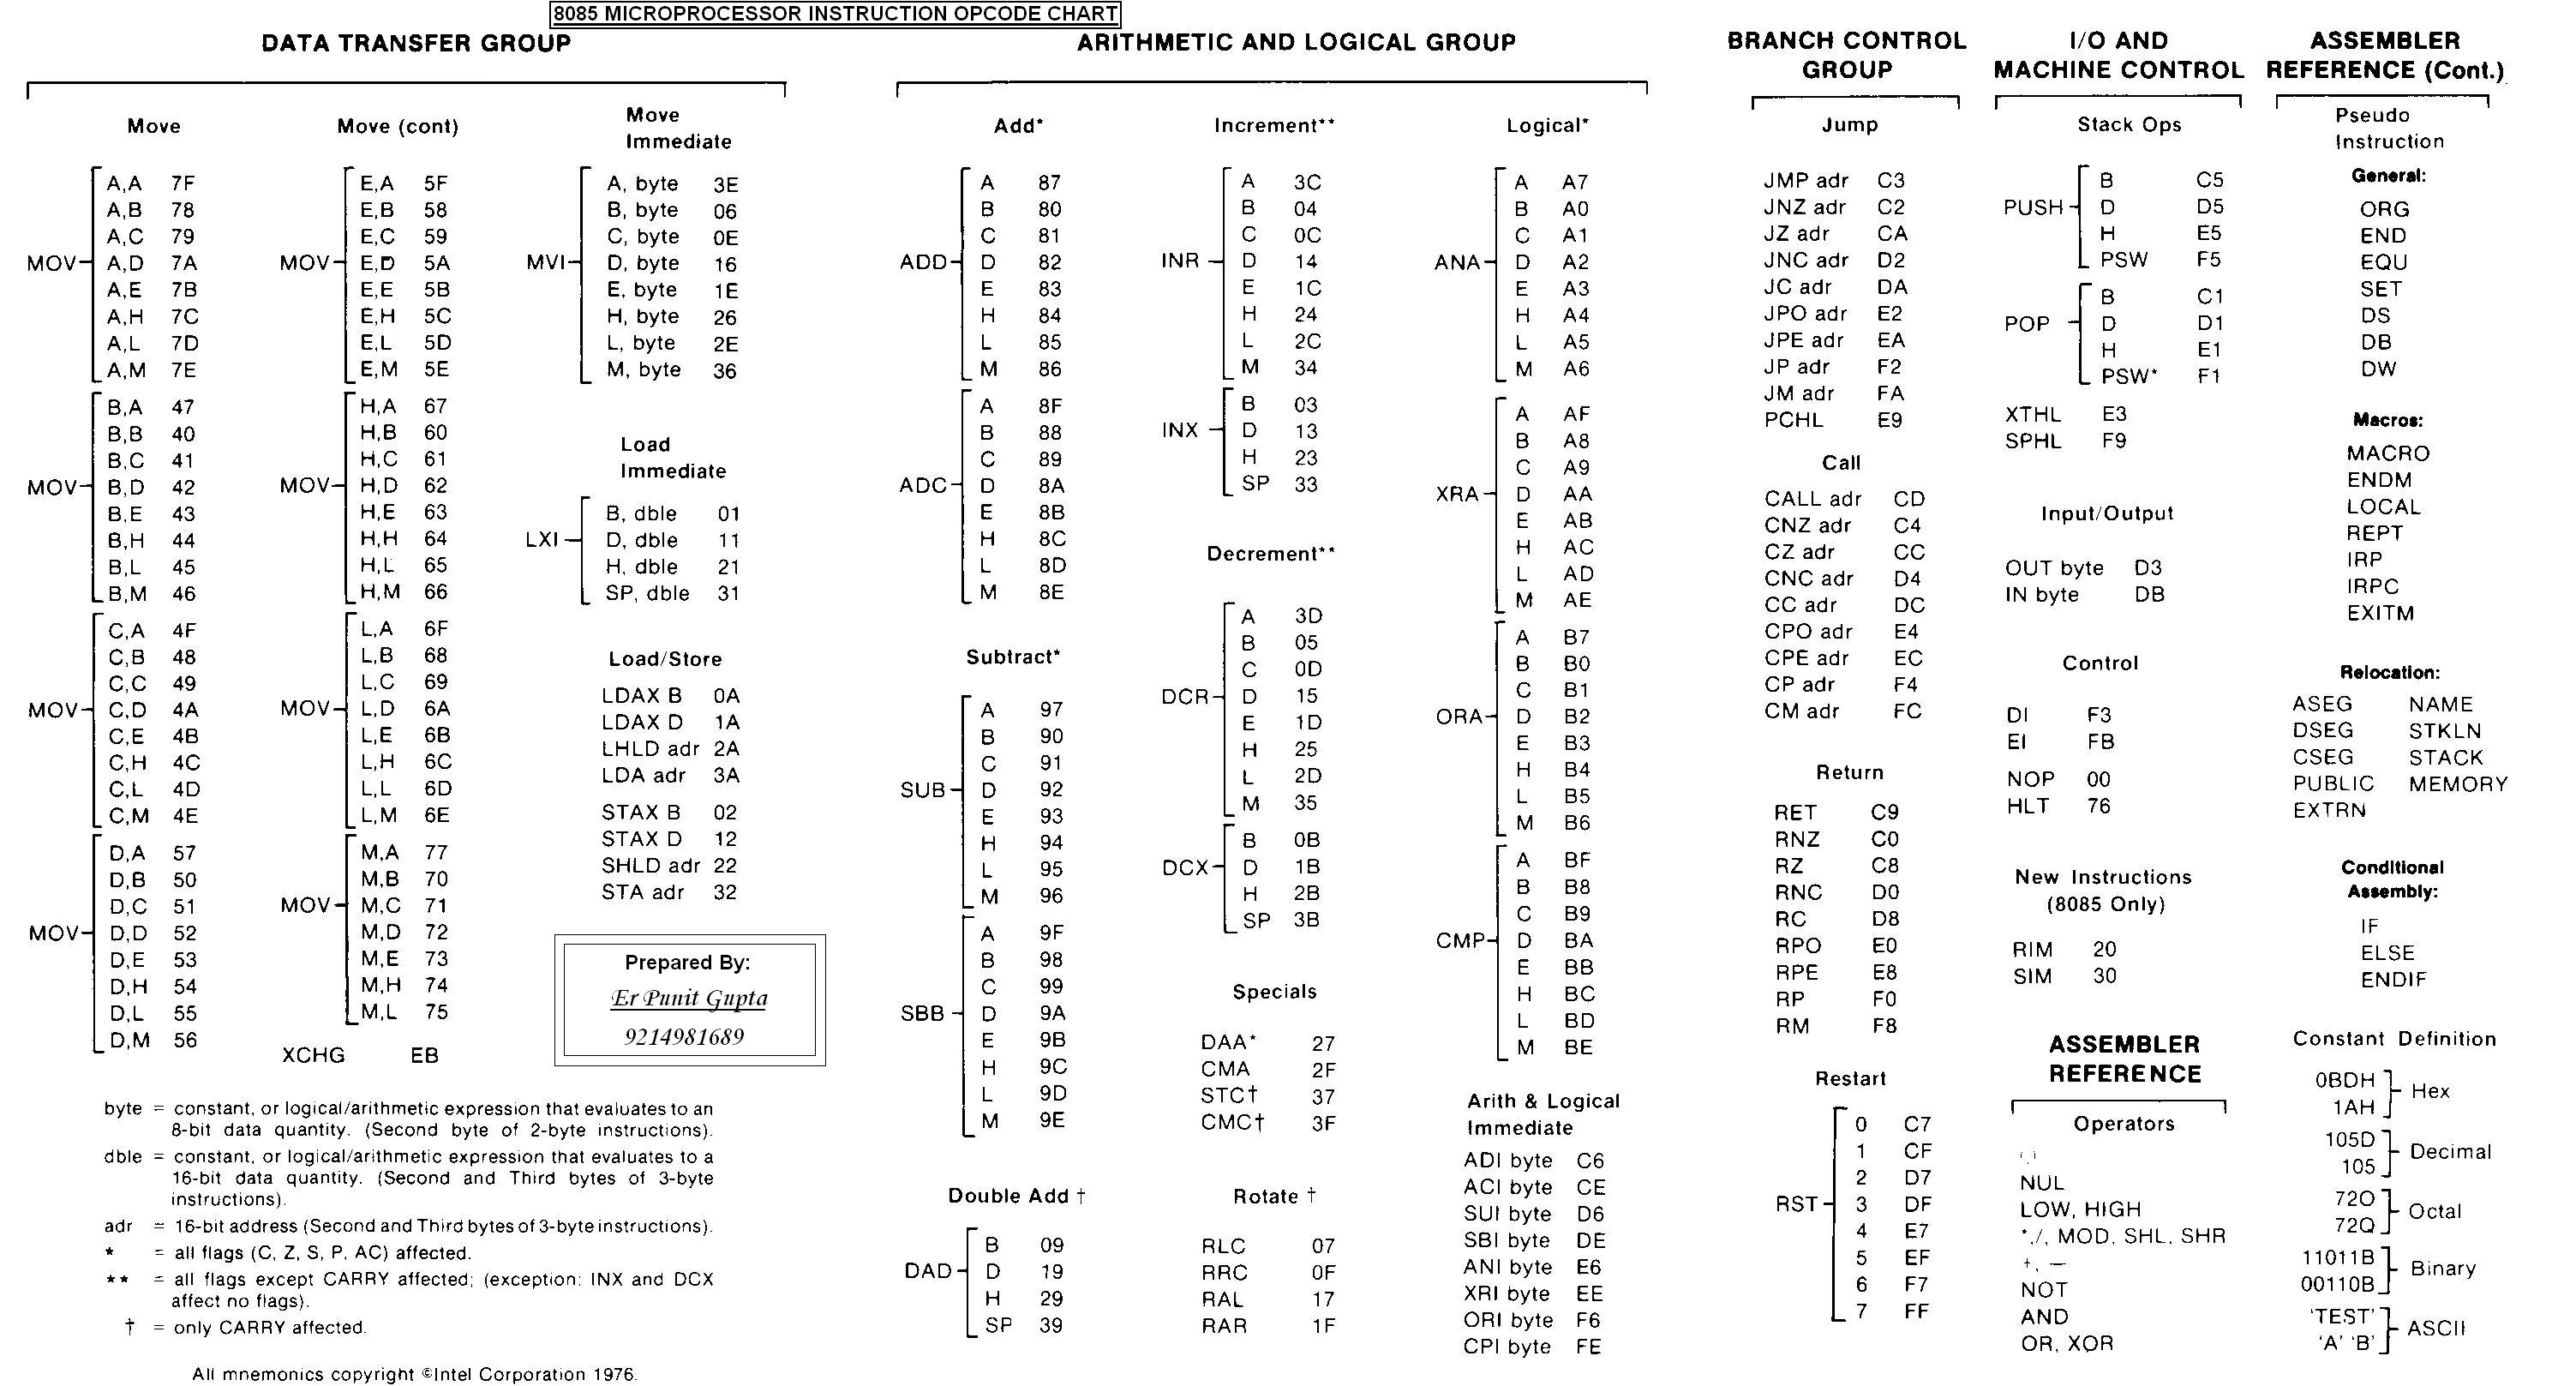 8085 MICROPROCESSOR INSTRUCTION OPCODE CHART
DATA TRANSFER GROUP
Move
MOV
A,A 7F
A,B 78
A,C 79
A,D 7A
A,E 7B
A,H 7C
A,L 7D
A,M 7E
MOV
B,A 47
B,B 40
B,C 41
B,D 42
B,E 43
B,H 44
B,L 45
B,M 46
MOV
C,A 4F
C,B 48
C,C 49
C,D 4A
C,E 4B
C,H 4C
C,L 4D
C,M 4E
MOV
D,A 57
D,B 50
D,C 51
D,D 52
D,E 53
D,H 54
D,L 55
D,M 56
Move (cont)
MOV
E,A 5F
E,B 58
E,C 59
E,D 5A
E,E 5B
E,H 5C
E,L 5D
E,M 5E
MOV
H,A 67
H,B 60
H,C 61
H,D 62
H,E 63
H,H 64
H,L 65
H,M 66
MOV
L,A 6F
L,B 68
L,C 69
L,D 6A
L,E 6B
L,H 6C
L,L 6D
L,M 6E
MOV
M,A 77
M,B 70
M,C 71
M,D 72
M,E 73
M,H 74
M,L 75
XCHG EB
Move
Immediate
MVI
A, byte 3E
B, byte 06
C, byte 0E
D, byte 16
E, byte 1E
H, byte 26
L, byte 2E
M, byte 36
Load
Immediate
LXI
B, dble 01
D, dble 11
H, dble 21
SP, dble 31
Load/Store
LDAX B 0A
LDAX D 1A
LHLD adr 2A
LDA adr 3A
STAX B 02
STAX D 12
SHLD adr 22
STA adr 32
Prepared By:
Er Punit Gupta
9214981689
byte = constant, or logical/arithmetic expression that evaluates to an
8-bit data quantity. (Second byte of 2-byte instructions).
dble = constant, or logical/arithmetic expression that evaluates to a
16-bit data quantity. (Second and Third bytes of 3-byte
instructions).
adr = 16-bit address (Second and Third bytes of 3-byte instructions).
* = all flags (C, Z, S, P, AC) affected.
** = all flags except CARRY affected; (exception: INX and DCX
affect no flags).
† = only CARRY affected.
All mnemonics copyright ©Intel Corporation 1976.
ARITHMETIC AND LOGICAL GROUP
Add*
ADD
A 87
B 80
C 81
D 82
E 83
H 84
L 85
M 86
ADC
A 8F
B 88
C 89
D 8A
E 8B
H 8C
L 8D
M 8E
Subtract*
SUB
A 97
B 90
C 91
D 92
E 93
H 94
L 95
M 96
SBB
A 9F
B 98
C 99
D 9A
E 9B
H 9C
L 9D
M 9E
Double Add †
DAD
B 09
D 19
H 29
SP 39
Increment**
INR
A 3C
B 04
C 0C
D 14
E 1C
H 24
L 2C
M 34
INX
B 03
D 13
H 23
SP 33
Decrement**
DCR
A 3D
B 05
C 0D
D 15
E 1D
H 25
L 2D
M 35
DCX
B 0B
D 1B
H 2B
SP 3B
Specials
DAA* 27
CMA 2F
STC† 37
CMC† 3F
Rotate †
RLC 07
RRC 0F
RAL 17
RAR 1F
Logical*
ANA
A A7
B A0
C A1
D A2
E A3
H A4
L A5
M A6
XRA
A AF
B A8
C A9
D AA
E AB
H AC
L AD
M AE
ORA
A B7
B B0
C B1
D B2
E B3
H B4
L B5
M B6
CMP
A BF
B B8
C B9
D BA
E BB
H BC
L BD
M BE
Arith & Logical
Immediate
ADI byte C6
ACI byte CE
SUI byte D6
SBI byte DE
ANI byte E6
XRI byte EE
ORI byte F6
CPI byte FE
BRANCH CONTROL
GROUP
Jump
JMP adr C3
JNZ adr C2
JZ adr CA
JNC adr D2
JC adr DA
JPO adr E2
JPE adr EA
JP adr F2
JM adr FA
PCHL E9
Call
CALL adr CD
CNZ adr C4
CZ adr CC
CNC adr D4
CC adr DC
CPO adr E4
CPE adr EC
CP adr F4
CM adr FC
Return
RET C9
RNZ C0
RZ C8
RNC D0
RC D8
RPO E0
RPE E8
RP F0
RM F8
Restart
RST
0 C7
1 CF
2 D7
3 DF
4 E7
5 EF
6 F7
7 FF
I/O AND
MACHINE CONTROL
Stack Ops
PUSH
B C5
D D5
H E5
PSW F5
POP
B C1
D D1
H E1
PSW* F1
XTHL E3
SPHL F9
Input/Output
OUT byte D3
IN byte DB
Control
DI F3
EI FB
NOP 00
HLT 76
New Instructions
(8085 Only)
RIM 20
SIM 30
ASSEMBLER
REFERENCE
Operators
NUL
LOW, HIGH
*,/, MOD, SHL, SHR
+, —
NOT
AND
OR, XOR
ASSEMBLER
REFERENCE (Cont.)
Pseudo
Instruction
General:
ORG
END
EQU
SET
DS
DB
DW
Macros:
MACRO
ENDM
LOCAL
REPT
IRP
IRPC
EXITM
Relocation:
ASEG NAME
DSEG STKLN
CSEG STACK
PUBLIC MEMORY
EXTRN
Conditional
Assembly:
IF
ELSE
ENDIF
Constant Definition
0BDH
1AH
Hex
105D
105
Decimal
72O
72Q
Octal
11011B
00110B
Binary
'TEST'
'A' 'B'
ASCII